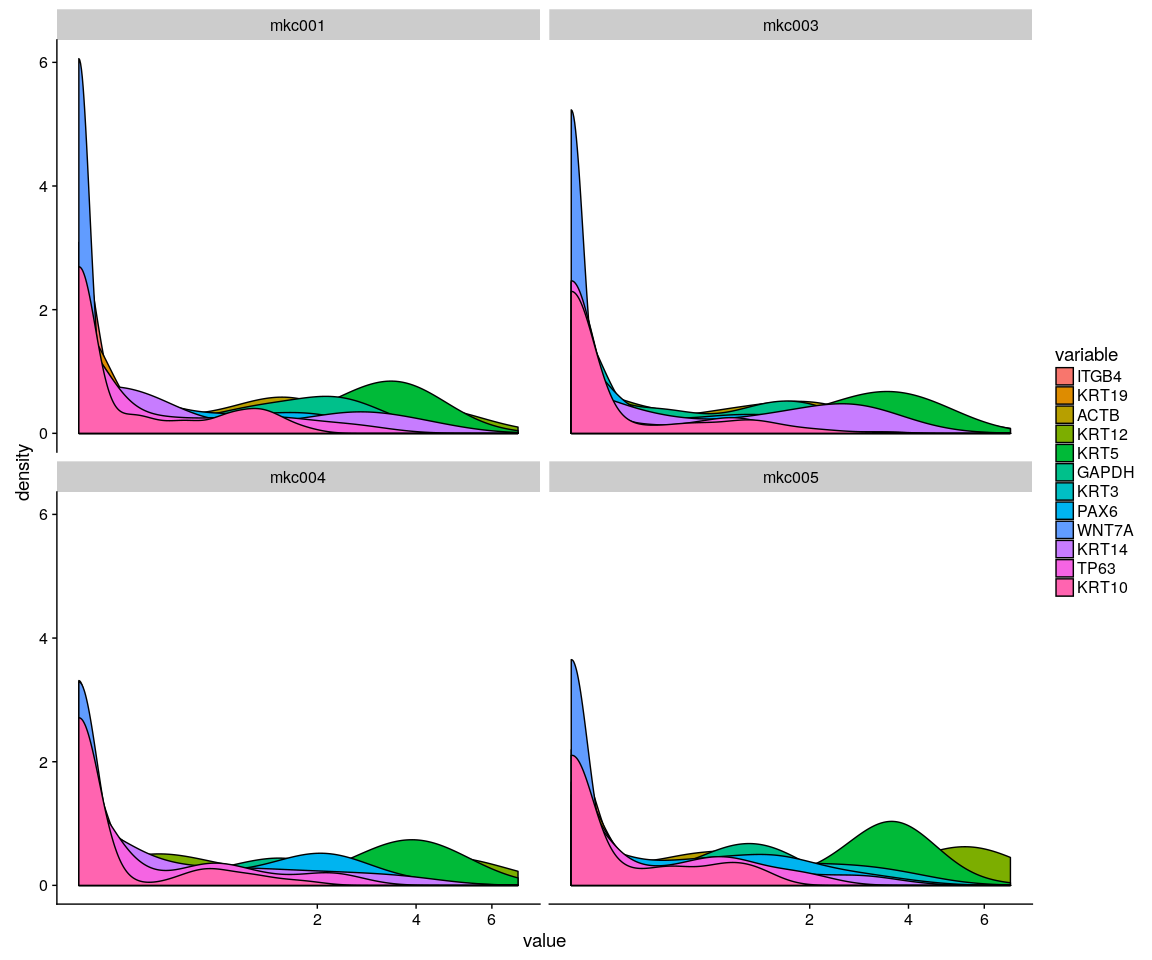 mkc001
mkc003
6
4
2
0
mkc004
mkc005
6
4
2
0
2
4
6
2
4
6
value
density
variable
ITGB4
KRT19
ACTB
KRT12
KRT5
GAPDH
KRT3
PAX6
WNT7A
KRT14
TP63
KRT10